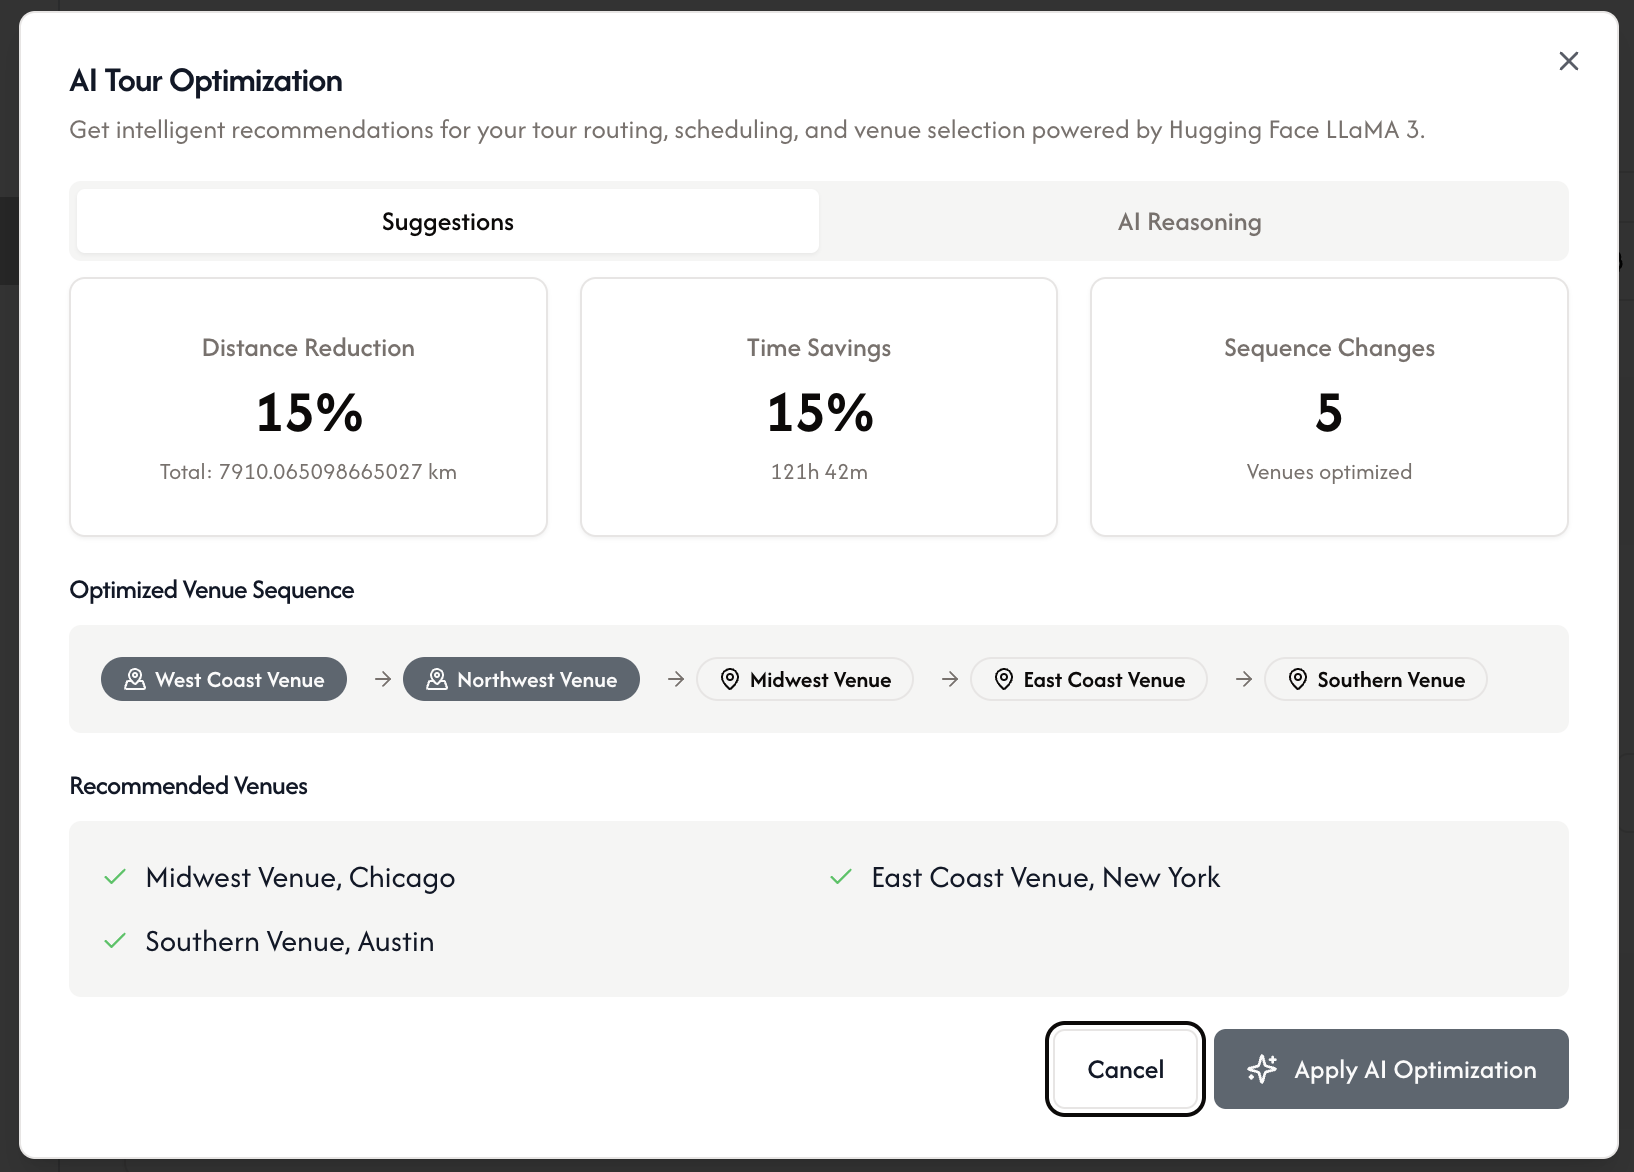 AI Tour Optimization
Get intelligent recommendations for your tour routing, scheduling, and venue selection powered by Hugging Face LLaMA 3.
Suggestions
AI Reasoning
Distance Reduction
15%
Total: 7910.065098665027 km
Time Savings
15%
121h 42m
Sequence Changes
5
Venues optimized
Optimized Venue Sequence
West Coast Venue → Northwest Venue → Midwest Venue → East Coast Venue → Southern Venue
Recommended Venues
Midwest Venue, Chicago
East Coast Venue, New York
Southern Venue, Austin
Cancel
Apply AI Optimization